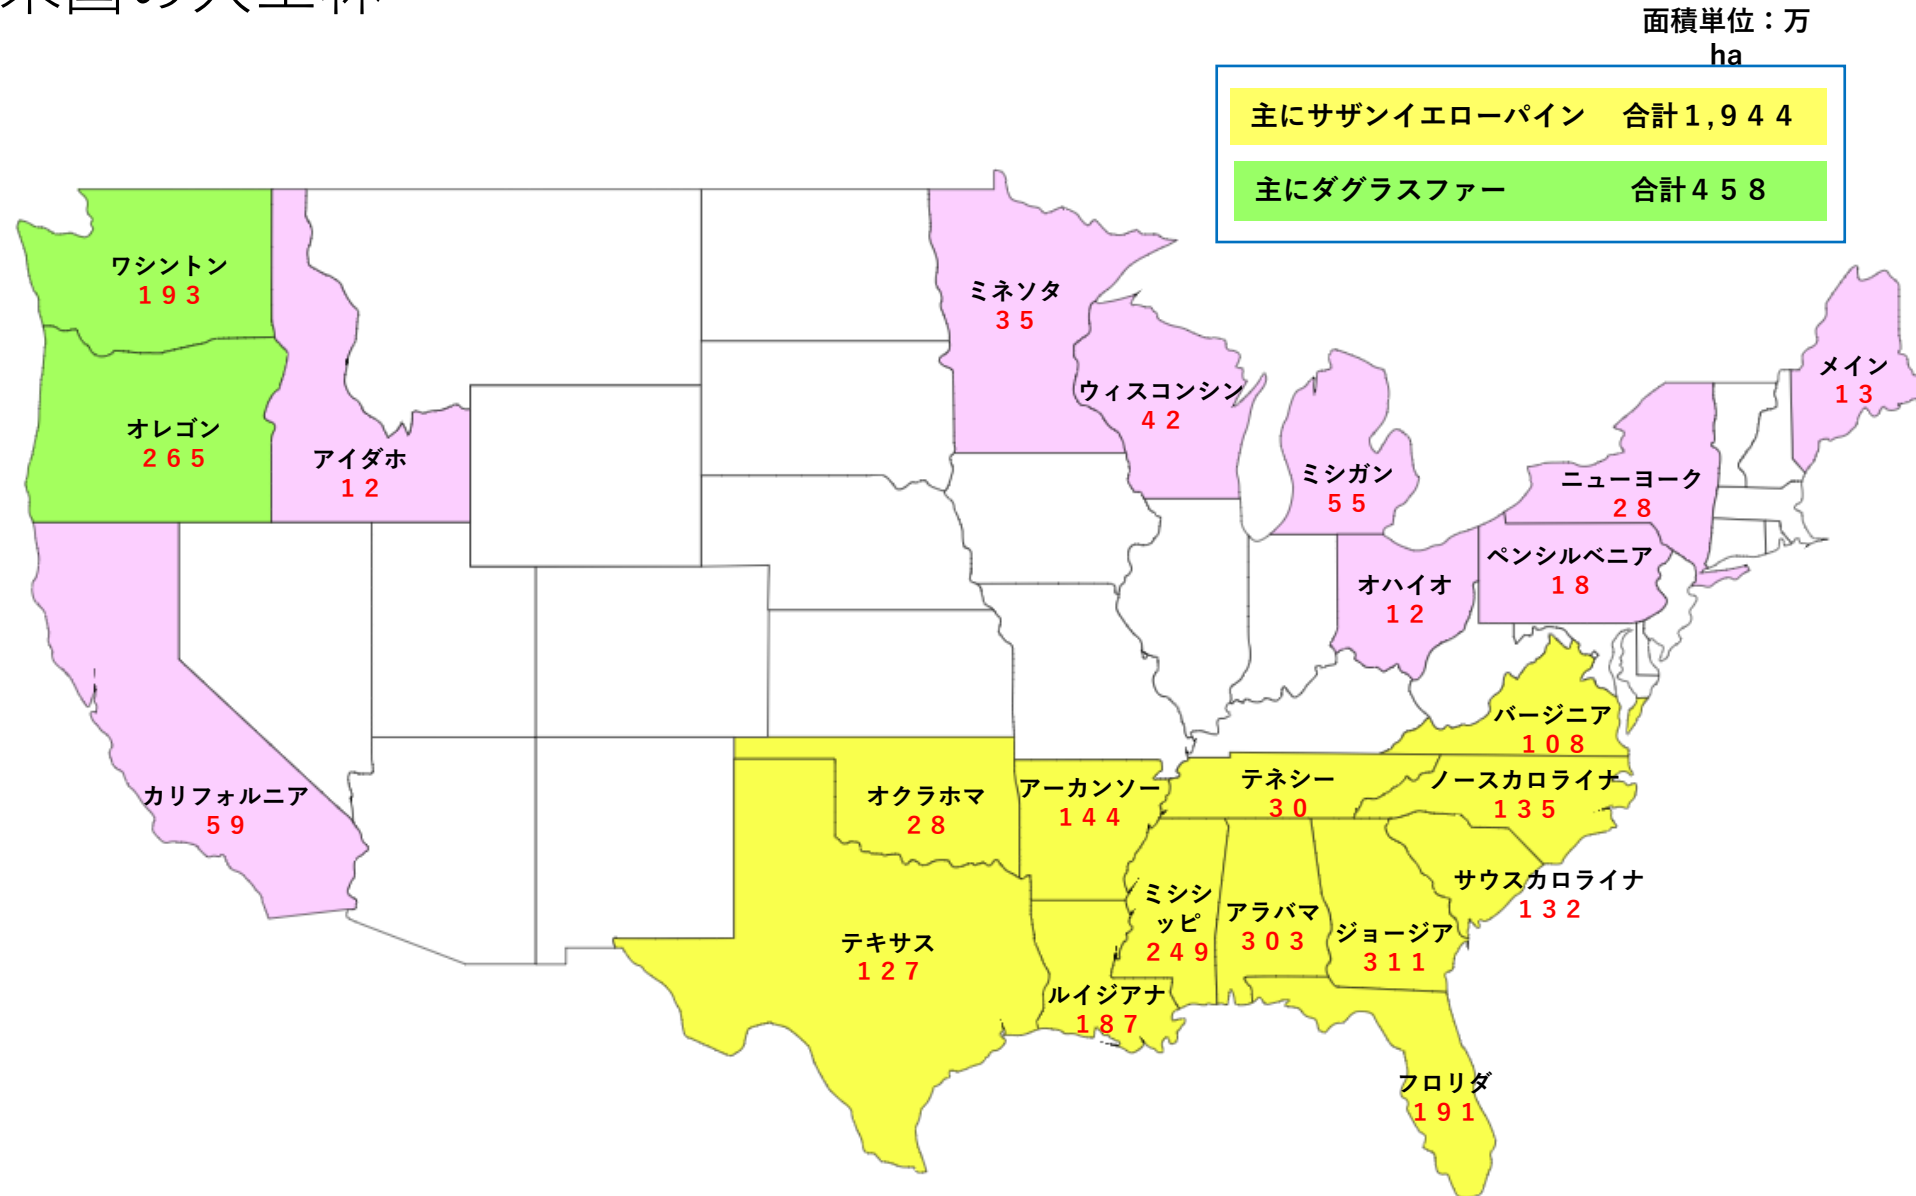 米国の人工林
面積単位：万
ha
主にサザンイエローパイン　合計１,９４４
主にダグラスファー　合計４５８
ワシントン
１９３
オレゴン
２６５
アイダホ
１２
カリフォルニア
５９
ミネソタ
３５
ウィスコンシン
４２
ミシガン
５５
オハイオ
１２
メイン
１３
ニューヨーク
２８
ペンシルベニア
１８
バージニア
１０８
テネシー
３０
ノースカロライナ
１３５
サウスカロライナ
１３２
オクラホマ
２８
アーカンソー
１４４
テキサス
１２７
ルイジアナ
１８７
ミシシ
ッピ
２４９
アラバマ
３０３
ジョージア
３１１
フロリダ
１９１